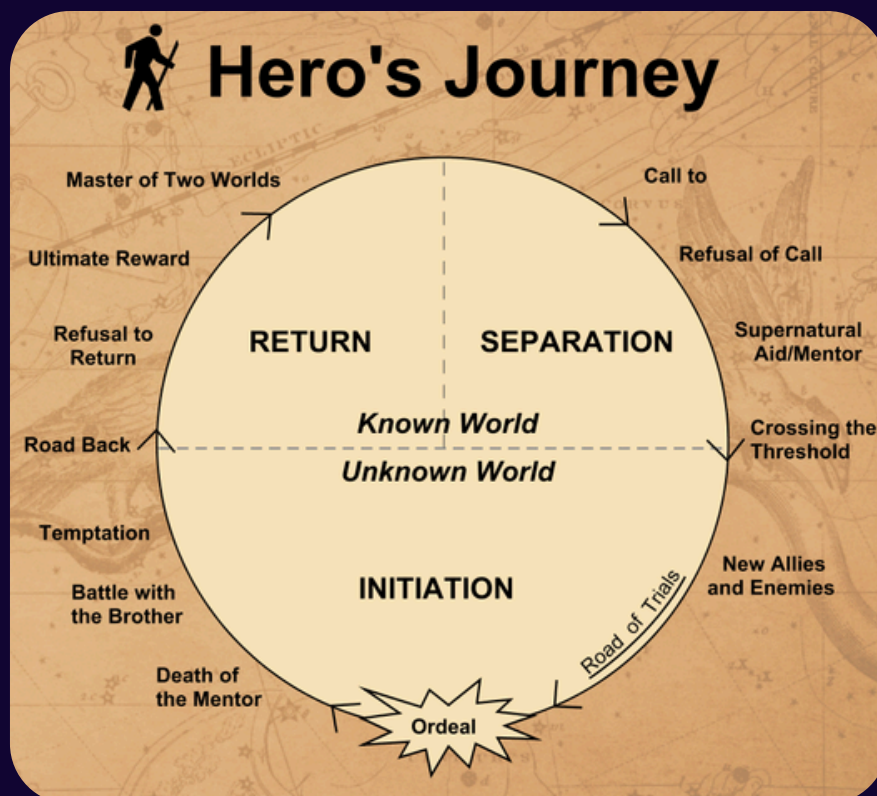 Hero's Journey
ECLIPTIC
CORVUS
Master of Two Worlds
Call to
Ultimate Reward
Refusal of Call
Refusal to
Return
Supernatural
Aid/Mentor
RETURN
SEPARATION
Known World
Unknown World
Road Back
Crossing the
Threshold
Temptation
New Allies
and Enemies
Battle with
the Brother
INITIATION
Road of Trials
Death of
the Mentor
Ordeal